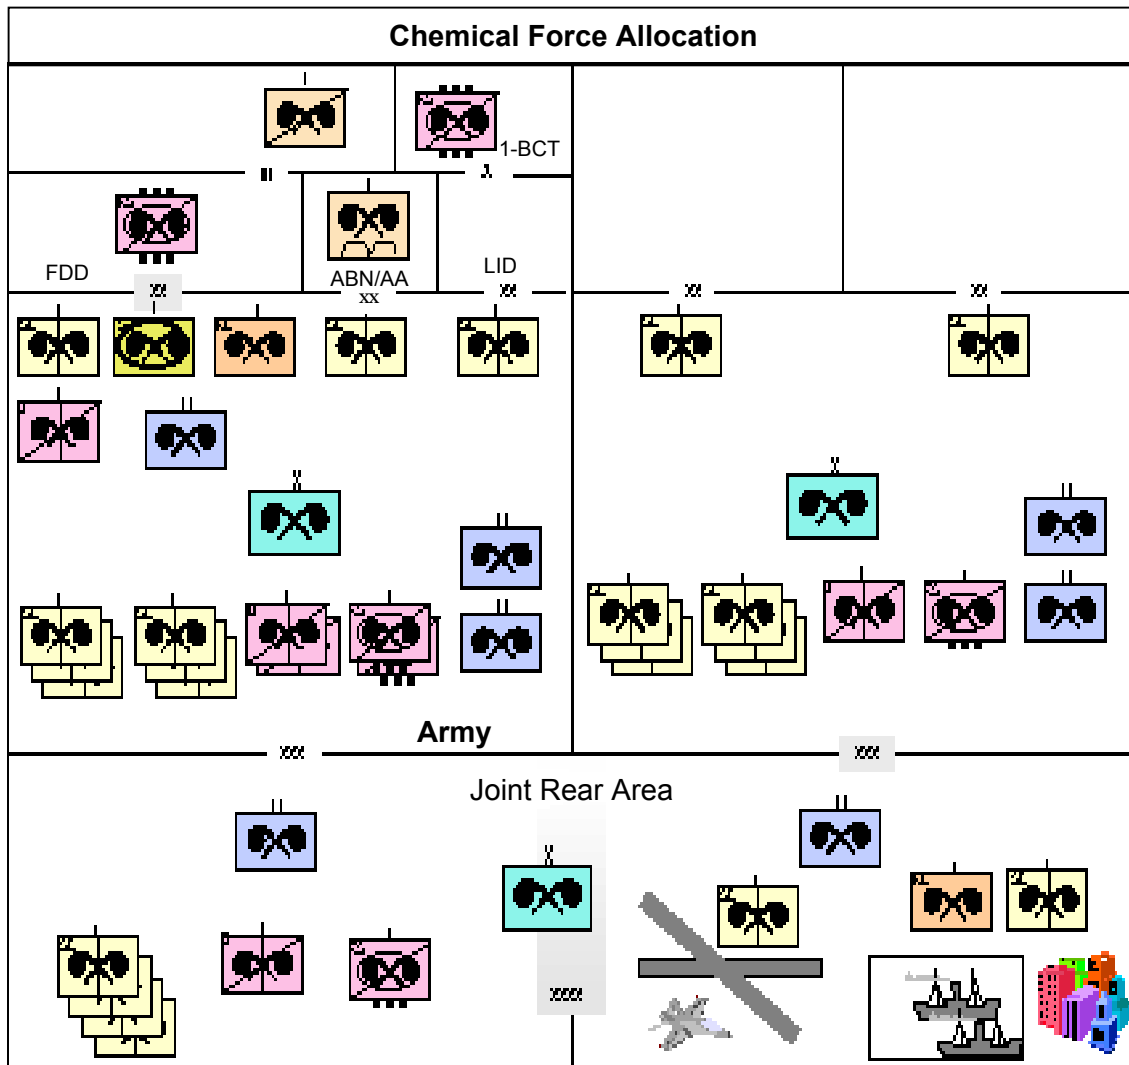 Chemical Force Allocation
1-BCT
FDD
ABN/AA
xx
LID
Army
Joint Rear Area